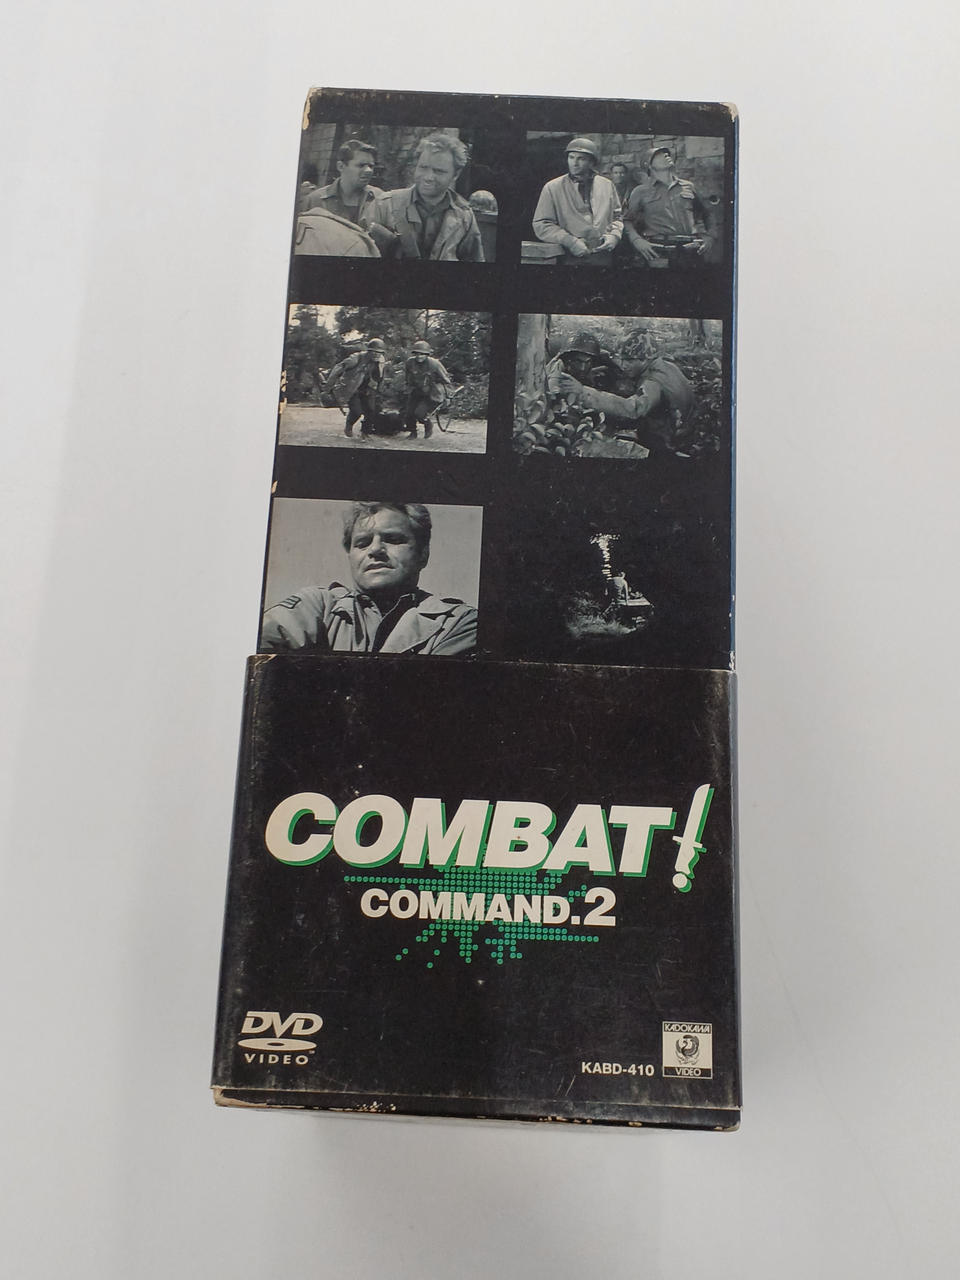 COMBAT!
COMMAND.2
DVD
VIDEO
KABD-410
KADOKAWA
VIDEO